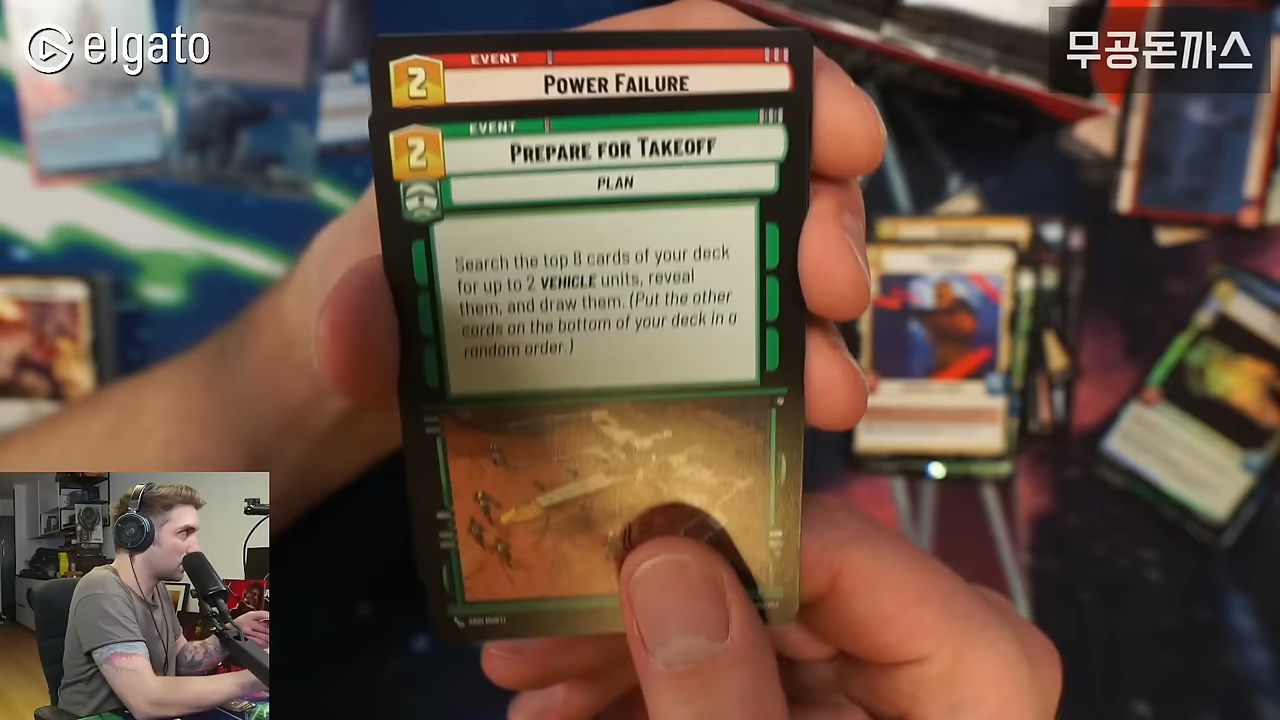 elgato
무공돈까스
EVENT
2
POWER FAILURE
EVENT
2
PREPARE FOR TAKEOFF
PLAN
Search the top 8 cards of your deck
for up to 2 VEHICLE units, reveal
them, and draw them. (Put the other
cards on the bottom of your deck in a
random order.)